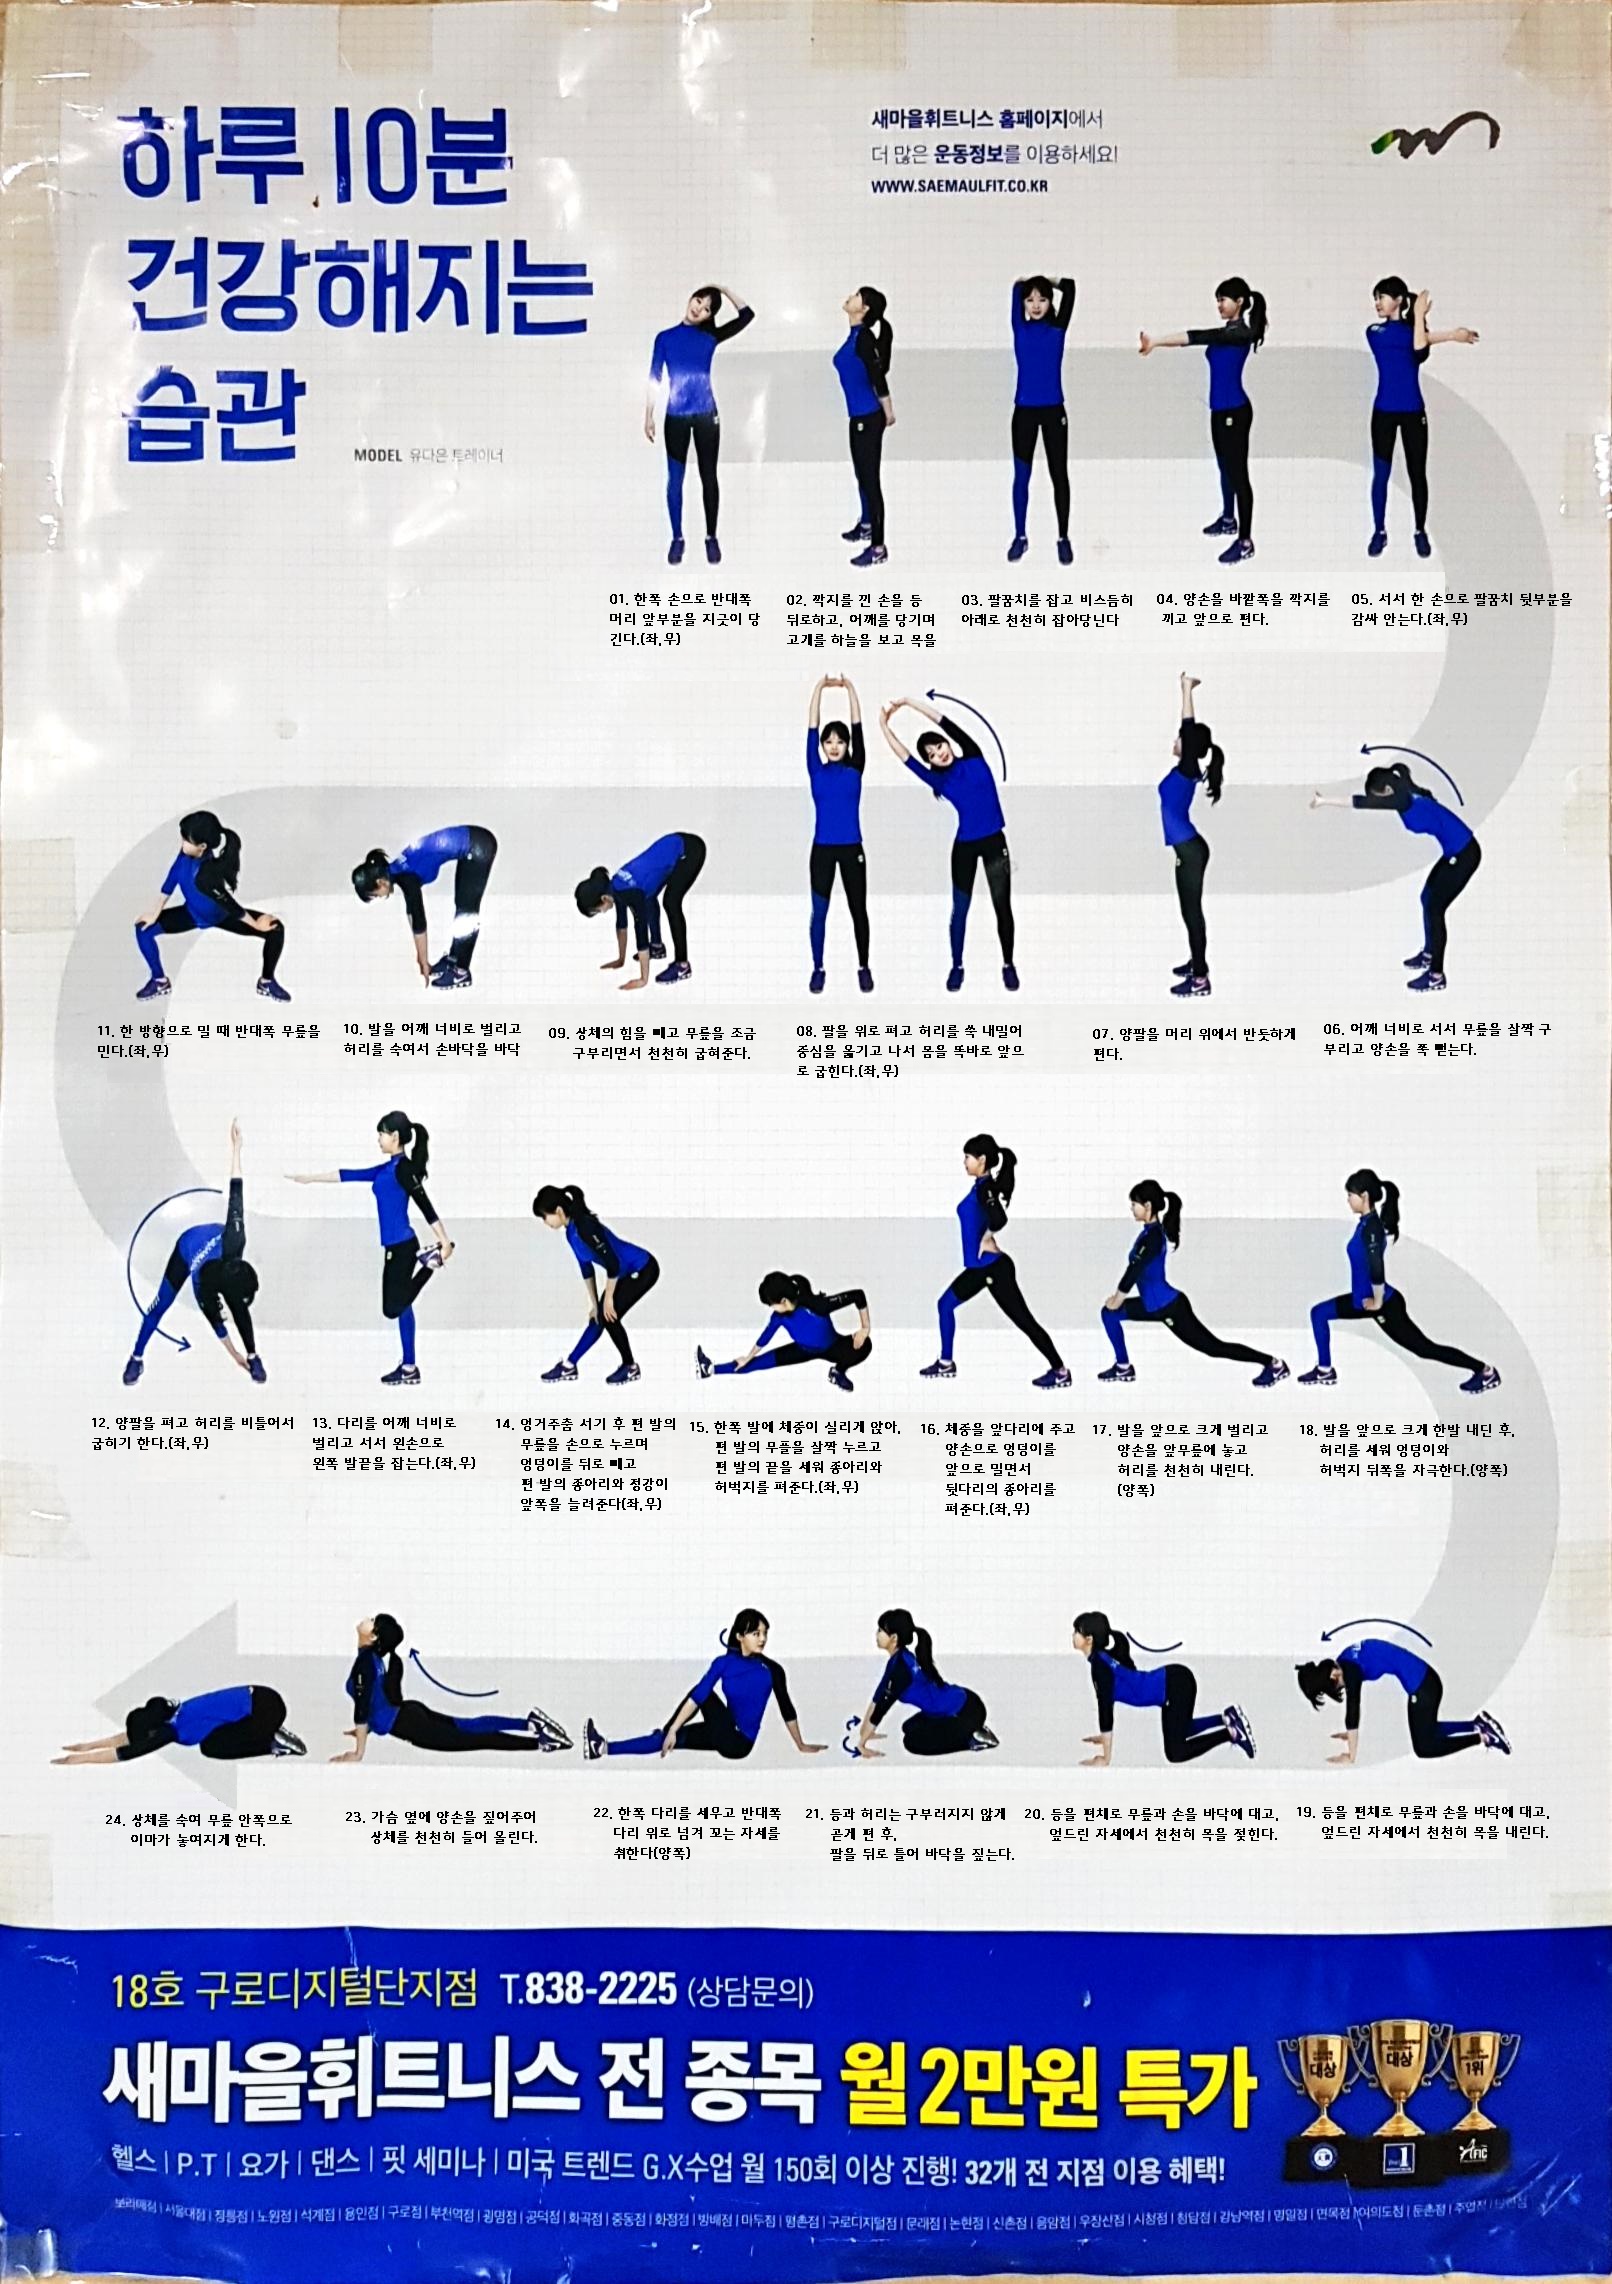 하루 10분
건강해지는
습관
MODEL 유다은 트레이너
새마을휘트니스 홈페이지에서
더 많은 운동정보를 이용하세요!
WWW.SAEMAULFIT.CO.KR
01. 한쪽 손으로 반대쪽
머리 앞부분을 지긋이 당
긴다.(좌,우)
02. 깍지를 낀 손을 등
뒤로하고, 어깨를 당기며
고개를 하늘을 보고 목을
03. 팔꿈치를 잡고 비스듬히
아래로 천천히 잡아당긴다
04. 양손을 바깥쪽을 깍지를
끼고 앞으로 편다.
05. 서서 한 손으로 팔꿈치 뒷부분을
감싸 안는다.(좌,우)
11. 한 방향으로 밀 때 반대쪽 무릎을
민다.(좌,우)
10. 발을 어깨 너비로 벌리고
허리를 숙여서 손바닥을 바닥
09. 상체의 힘을 빼고 무릎을 조금
구부리면서 천천히 굽혀준다.
08. 팔을 위로 펴고 허리를 쑥 내밀어
중심을 옮기고 나서 몸을 똑바로 앞으
로 굽힌다.(좌,우)
07. 양팔을 머리 위에서 반듯하게
편다.
06. 어깨 너비로 서서 무릎을 살짝 구
부리고 양손을 쭉 뻗는다.
12. 양팔을 펴고 허리를 비틀어서
굽히기 한다.(좌,우)
13. 다리를 어깨 너비로
벌리고 서서 왼손으로
왼쪽 발끝을 잡는다.(좌,우)
14. 엉거주춤 서기 후 편 발의
무릎을 손으로 누르며
엉덩이를 뒤로 빼고
편 발의 종아리와 정강이
앞쪽을 늘려준다(좌,우)
15. 한쪽 발에 체중이 실리게 앉아,
편 발의 무플을 살짝 누르고
편 발의 끝을 세워 종아리와
허벅지를 펴준다.(좌,우)
16. 체중을 앞다리에 주고
양손으로 엉덩이를
앞으로 밀면서
뒷다리의 종아리를
펴준다.(좌,우)
17. 발을 앞으로 크게 벌리고
양손을 앞무릎에 놓고
허리를 천천히 내린다.
(양쪽)
18. 발을 앞으로 크게 한발 내딘 후,
허리를 세워 엉덩이와
허벅지 뒤쪽을 자극한다.(양쪽)
24. 상체를 숙여 무릎 안쪽으로
이마가 놓여지게 한다.
23. 가슴 옆에 양손을 짚어주어
상체를 천천히 들어 올린다.
22. 한쪽 다리를 세우고 반대쪽
다리 위로 넘겨 꼬는 자세를
취한다(양쪽)
21. 등과 허리는 구부러지지 않게
곧게 편 후,
팔을 뒤로 틀어 바닥을 짚는다.
20. 등을 편채로 무릎과 손을 바닥에 대고,
엎드린 자세에서 천천히 목을 젖힌다.
19. 등을 편채로 무릎과 손을 바닥에 대고,
엎드린 자세에서 천천히 목을 내린다.
18호 구로디지털단지점 T.838-2225 (상담문의)
새마을휘트니스 전 종목 월 2만원 특가
대상
대상
1위
헬스 | P.T | 요가 | 댄스 | 핏 세미나 | 미국 트렌드 G.X수업 월 150회 이상 진행! 32개 전 지점 이용 혜택!
보라매점 | 서울대점 | 정릉점 | 노원점 | 석계점 | 용인점 | 구로점 | 부천역점 | 광명점 | 공덕점 | 화곡점 | 중동점 | 화정점 | 방배점 | 마두점 | 평촌점 | 구로디지털점 | 문래점 | 논현점 | 신촌점 | 응암점 | 우장산점 | 시청점 | 청담점 | 강남역점 | 명일점 | 면목점 | 여의도점 | 둔촌점